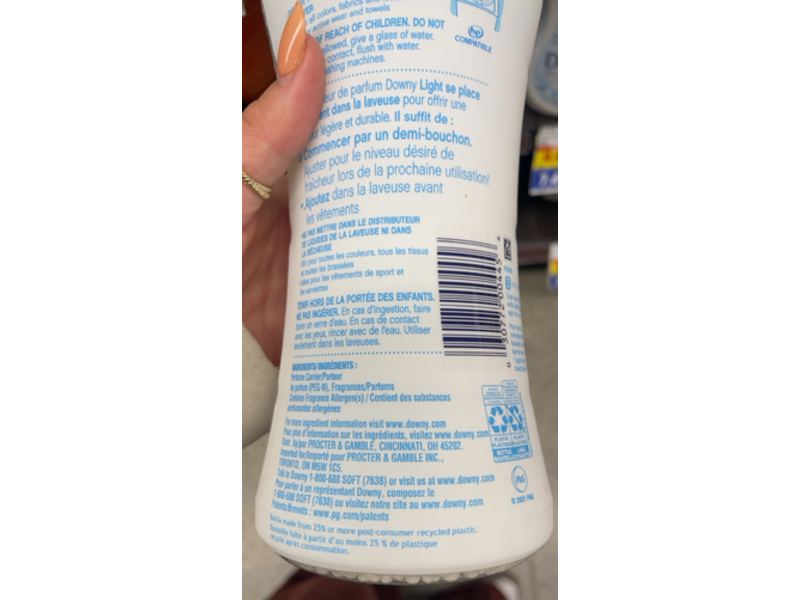 all colors, fabrics and
active wear and towels
OF REACH OF CHILDREN. DO NOT
give a glass of water.
contact, flush with water.
machines.
hp
COMPATIBLE
de parfum Downy Light se place
dans la laveuse pour offrir une
légère et durable. Il suffit de :
Commencer par un demi-bouchon.
Ajuster pour le niveau désiré de
fraîcheur lors de la prochaine utilisation!
• Ajoutez dans la laveuse avant
les vêtements
NE PAS METTRE DANS LE DISTRIBUTEUR
DE LIQUIDES DE LA LAVEUSE NI DANS
LA SÉCHEUSE
pour toutes les couleurs, tous les tissus
et toutes les brassées
Idéal pour les vêtements de sport et
les serviettes
TENIR HORS DE LA PORTÉE DES ENFANTS.
NE PAS INGÉRER. En cas d'ingestion, faire
boire un verre d'eau. En cas de contact
avec les yeux, rincer avec de l'eau. Utiliser
seulement dans les laveuses.
INGREDIENTS/INGRÉDIENTS :
Perfume Carrier/Porteur
de parfum (PEG-N), Fragrances/Parfums
Contains Fragrance Allergen(s) / Contient des substances
parfumantes allergènes
For more ingredient information visit www.downy.com
Pour plus d'information sur les ingrédients, visitez www.downy.com
Distr. by/par PROCTER & GAMBLE, CINCINNATI, OH 45202.
Imported for/Importé pour PROCTER & GAMBLE INC.,
TORONTO, ON M5W 1C5.
Talk to Downy 1-800-688 SOFT (7638) or visit us at www.downy.com
Pour parler à un représentant Downy, composez le
1-800-688 SOFT (7638) ou visitez notre site au www.downy.com
Patents/Brevets : www.pg.com/patents
Bottle made from 25% or more post-consumer recycled plastic.
Bouteille faite à partir d'au moins 25 % de plastique
recyclé après consommation.
0 30772 00445 4
P&G
© 2021 P&G